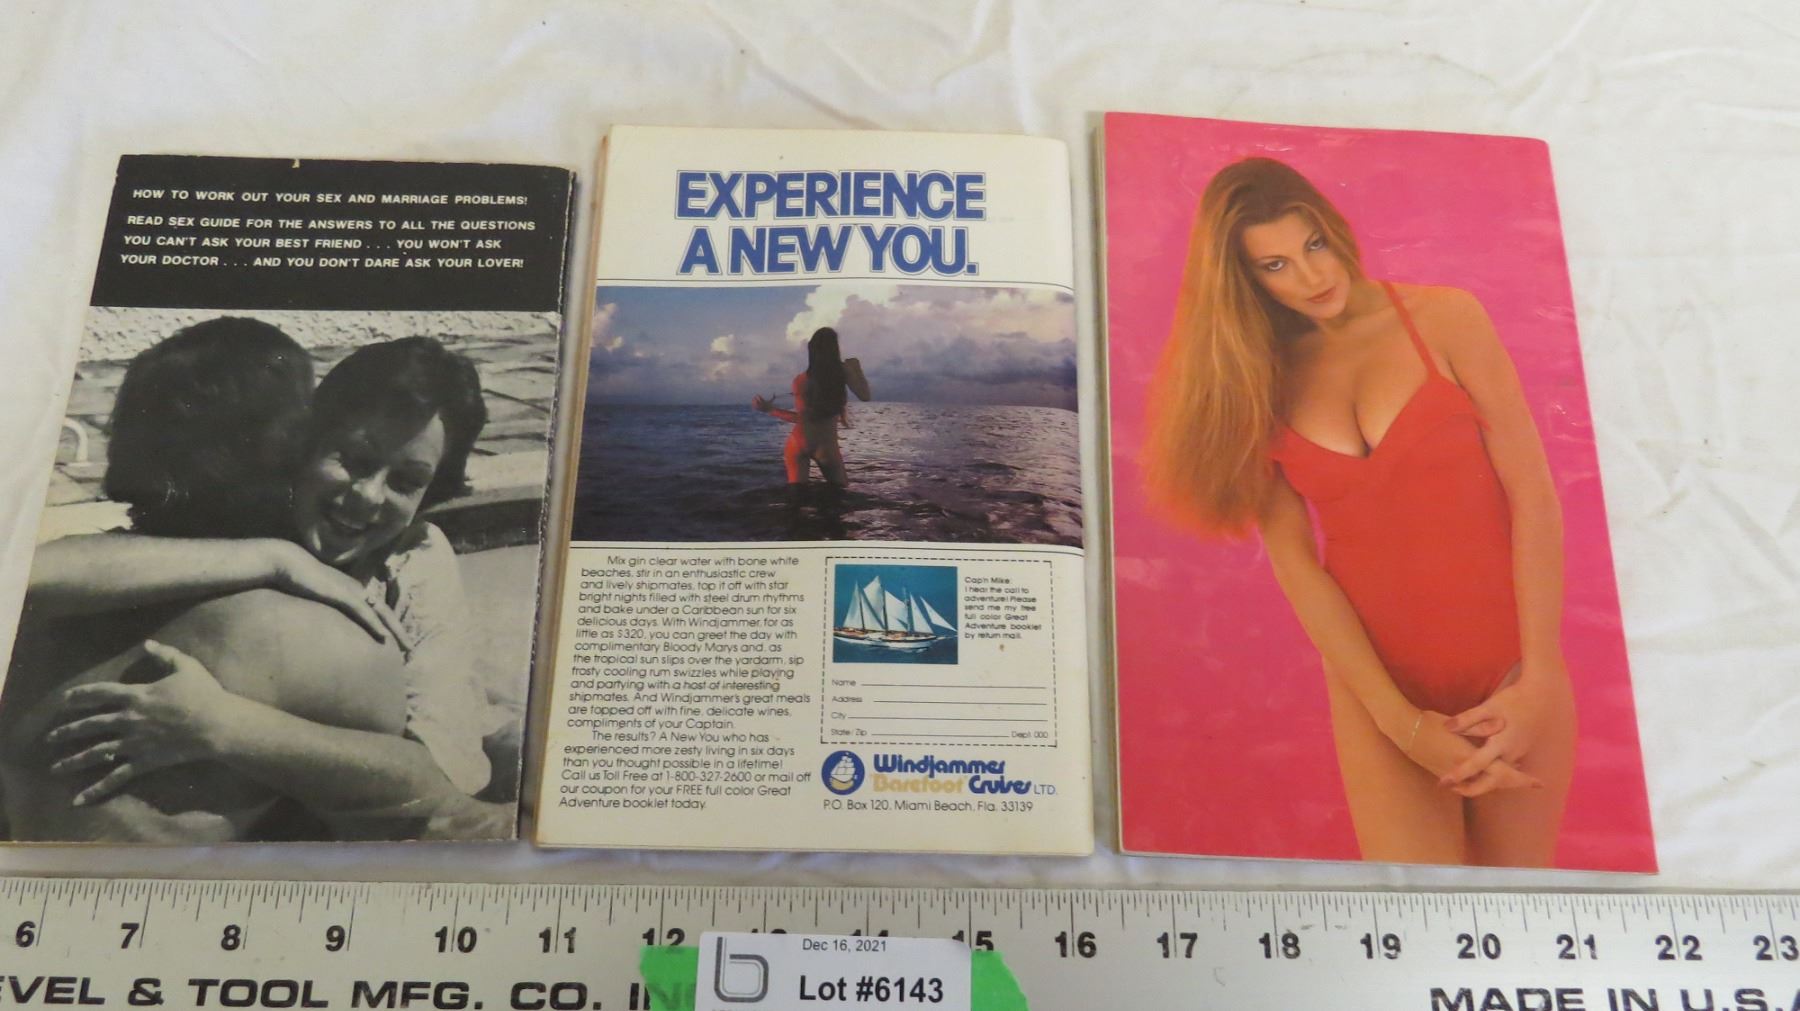 HOW TO WORK OUT YOUR SEX AND MARRIAGE PROBLEMS!
READ SEX GUIDE FOR THE ANSWERS TO ALL THE QUESTIONS
YOU CAN'T ASK YOUR BEST FRIEND . . . YOU WON'T ASK
YOUR DOCTOR . . . AND YOU DON'T DARE ASK YOUR LOVER!
EXPERIENCE
A NEW YOU.
Mix gin clear water with bone white
beaches, stir in an enthusiastic crew
and lively shipmates, top it off with star
bright nights filled with steel drum rhythms
and bake under a Caribbean sun for six
delicious days. With Windjammer, for as
little as $320, you can greet the day with
complimentary Bloody Marys and, as
the tropical sun slips over the yardarm, sip
frosty cooling rum swizzles while playing
and partying with a host of interesting
shipmates. And Windjammer's great meals
are topped off with fine, delicate wines,
compliments of your Captain.
The results? A New You who has
experienced more zesty living in six days
than you thought possible in a lifetime!
Call us Toll Free at 1-800-327-2600 or mail off
our coupon for your FREE full color Great
Adventure booklet today.
Cap'n Mike:
I hear the call to
adventure! Please
send me my free
full color Great
Adventure booklet
by return mail.
Name
Address
City
State/Zip Dept. 000
Windjammer
"Barefoot" Cruises LTD.
P.O. Box 120, Miami Beach, Fla. 33139
6 7 8 9 10 11 12 15 16 17 18 19 20 21 22 23
EVEL & TOOL MFG. CO. IN
MADE IN U.S.A
b
Dec 16, 2021
Lot #6143